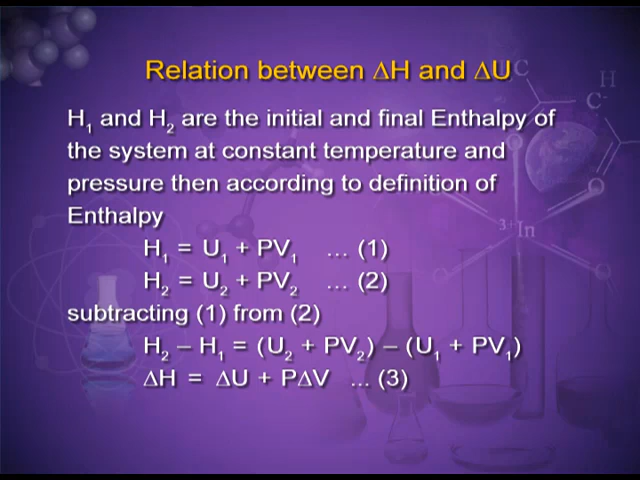 Relation between ΔH and ΔU
H₁ and H₂ are the initial and final Enthalpy of
the system at constant temperature and
pressure then according to definition of
Enthalpy
H₁ = U₁ + PV₁ ... (1)
H₂ = U₂ + PV₂ ... (2)
subtracting (1) from (2)
H₂ – H₁ = (U₂ + PV₂) – (U₁ + PV₁)
ΔH = ΔU + PΔV ... (3)
C
H
C
O
O
³⁺In
O
O